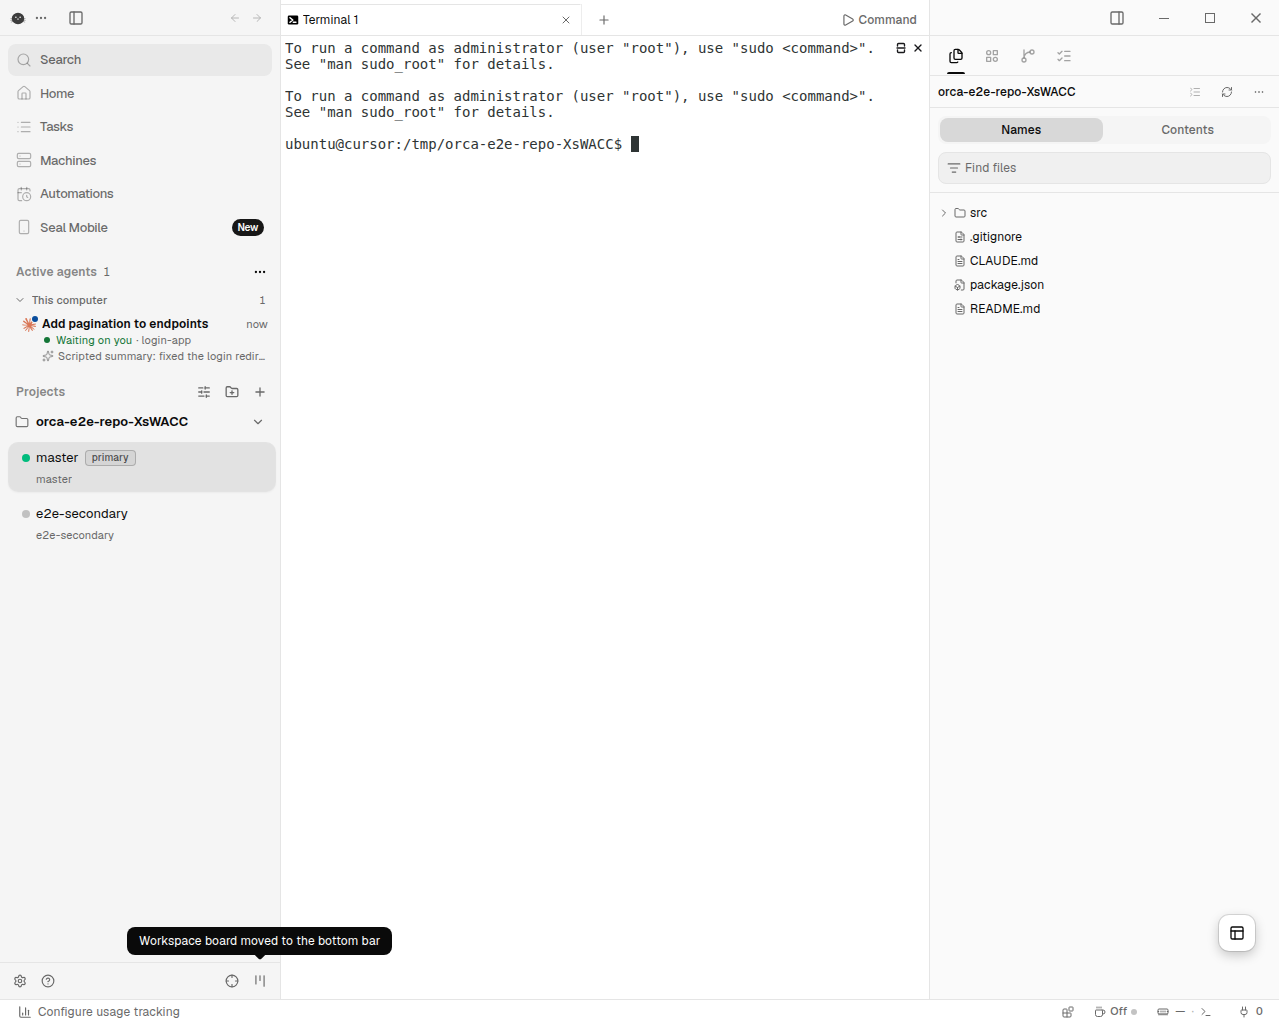 Terminal 1
Command
Search
Home
Tasks
Machines
Automations
Seal Mobile
New
Active agents 1
This computer 1
Add pagination to endpoints now
Waiting on you · login-app
Scripted summary: fixed the login redir…
Projects
orca-e2e-repo-XsWACC
master primary
master
e2e-secondary
e2e-secondary
Workspace board moved to the bottom bar
To run a command as administrator (user "root"), use "sudo <command>".
See "man sudo_root" for details.
To run a command as administrator (user "root"), use "sudo <command>".
See "man sudo_root" for details.
ubuntu@cursor:/tmp/orca-e2e-repo-XsWACC$
orca-e2e-repo-XsWACC
Names Contents
Find files
src
.gitignore
CLAUDE.md
package.json
README.md
Configure usage tracking
Off
— ·
0